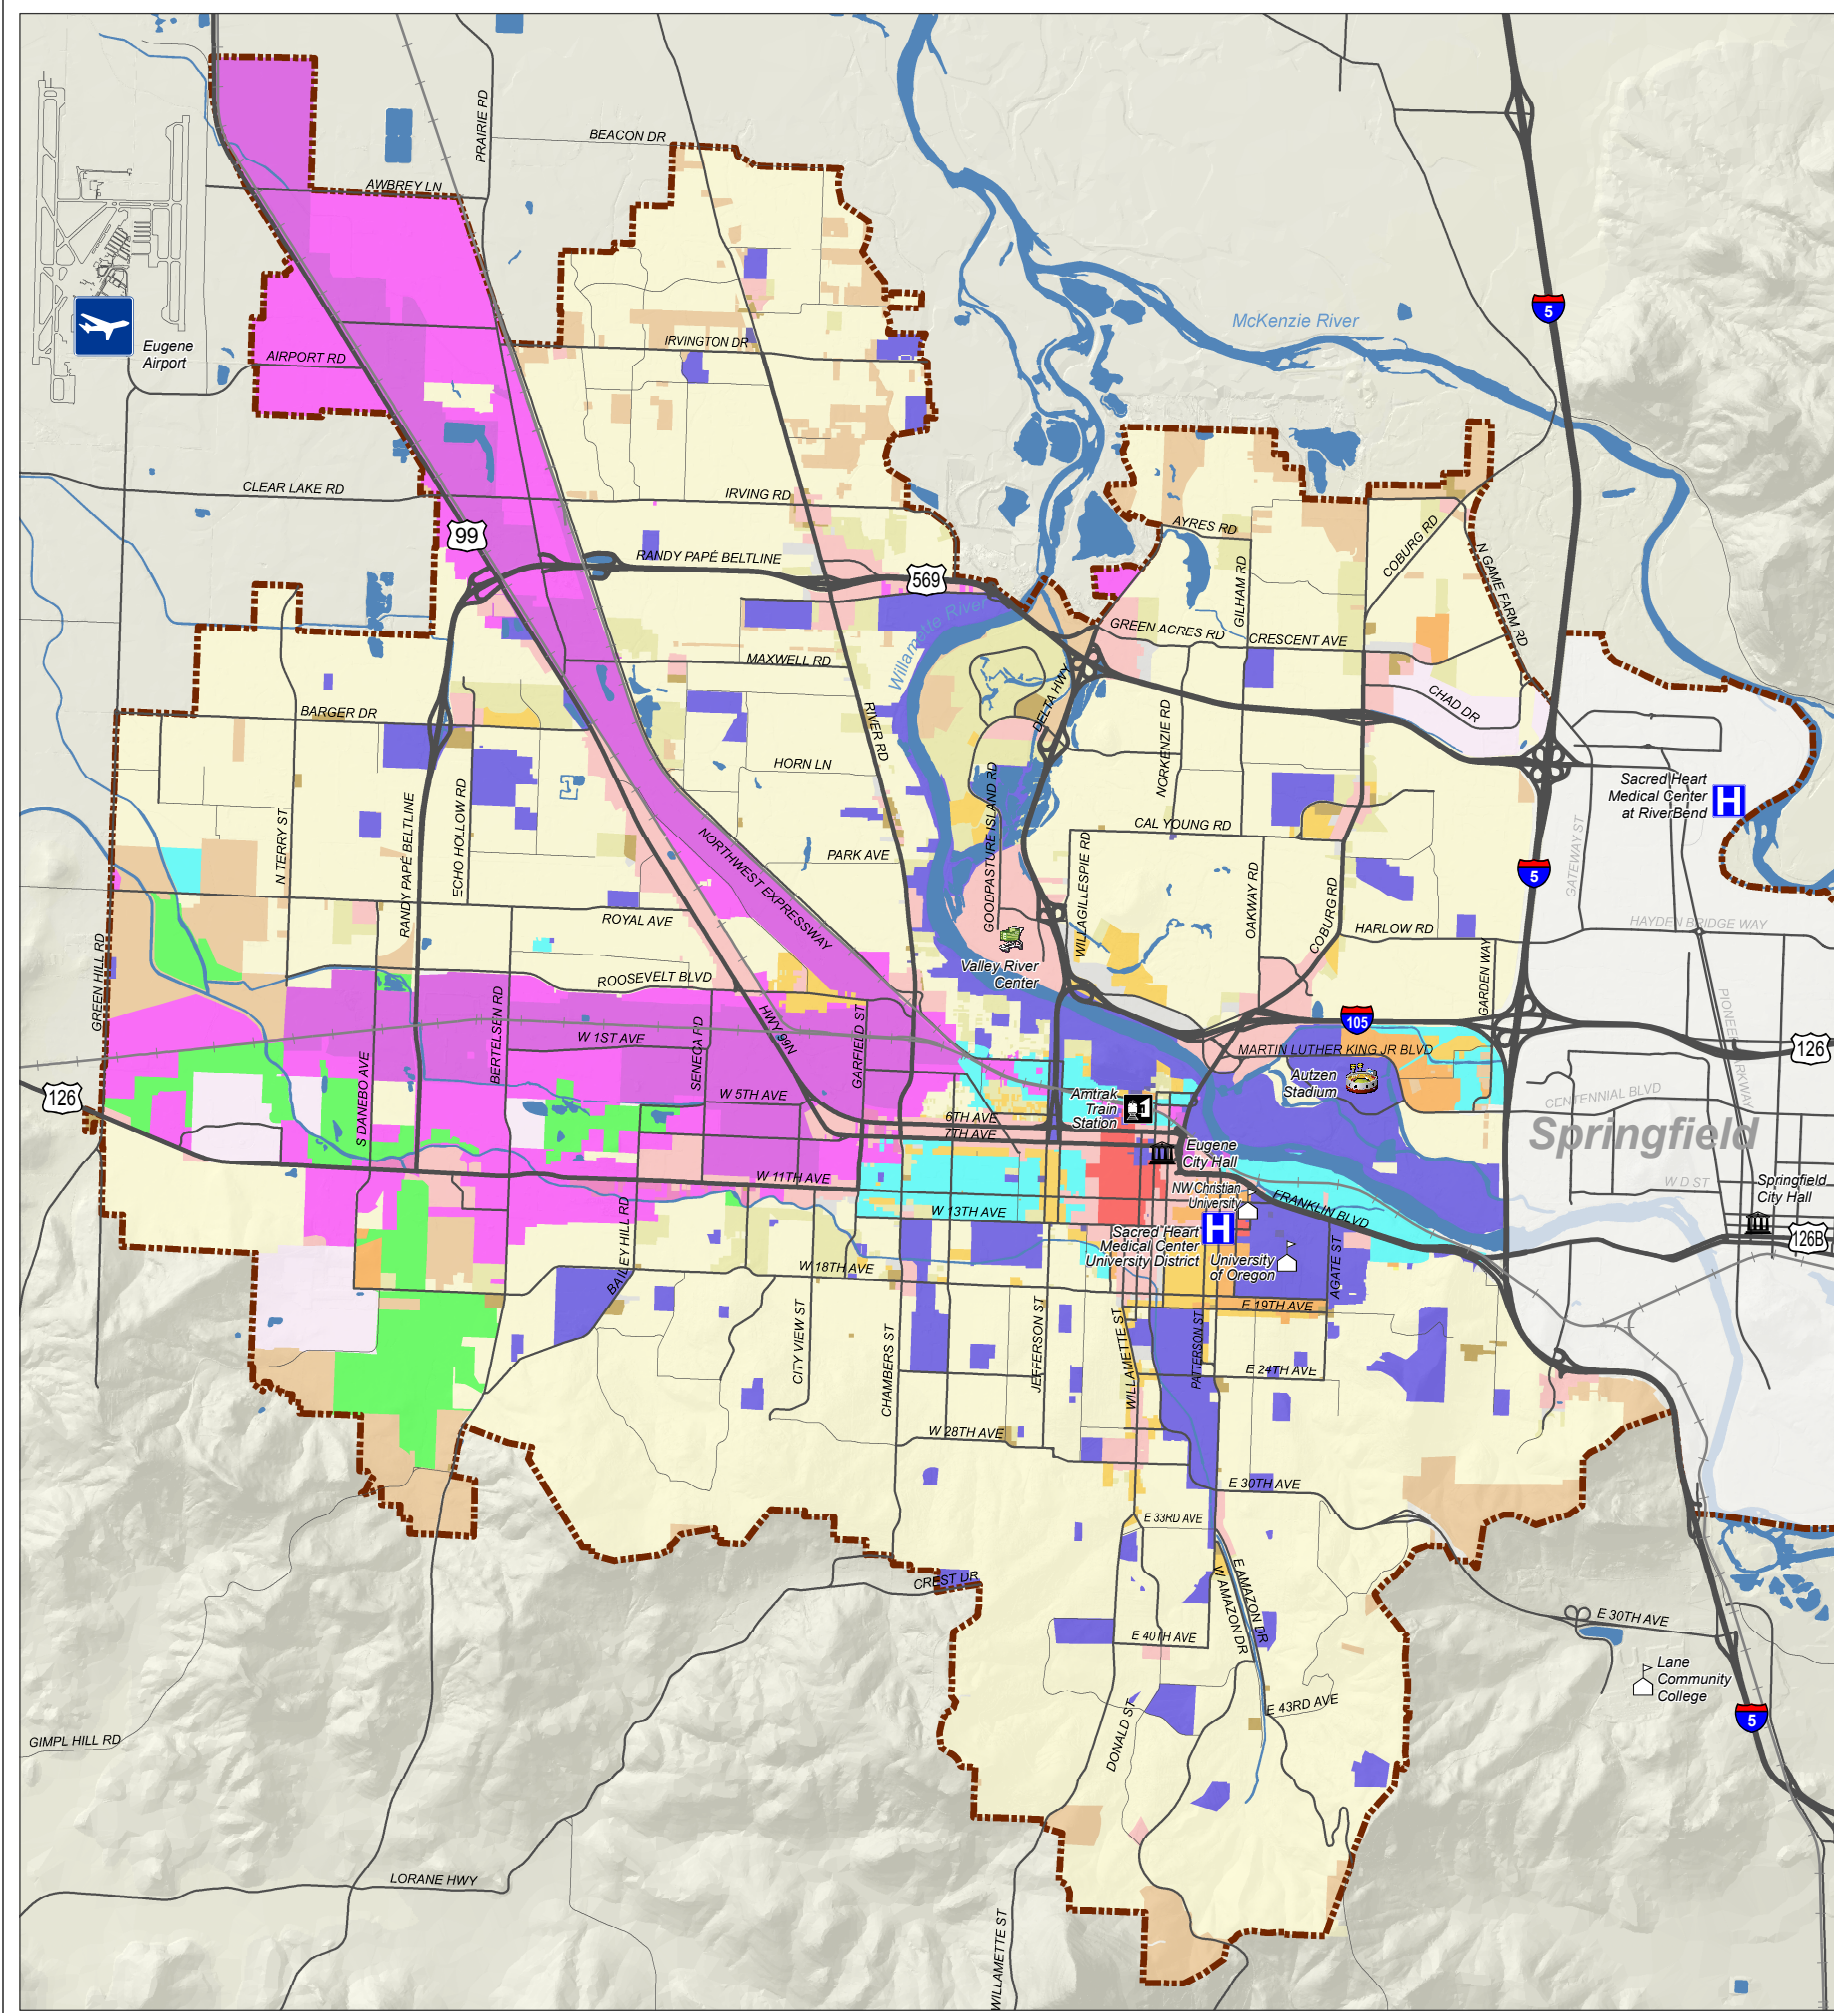 BEACON DR
PRAIRIE RD
AWBREY LN
5
McKenzie River
Eugene
Airport
AIRPORT RD
IRVINGTON DR
CLEAR LAKE RD
IRVING RD
99
AYRES RD
COBURG RD
N GAME FARM RD
RANDY PAPÉ BELTLINE
569
GILHAM RD
Willamette River
GREEN ACRES RD
CRESCENT AVE
MAXWELL RD
DELTA HWY
CHAD DR
BARGER DR
RIVER RD
NORKENZIE RD
HORN LN
GOODPASTURE ISLAND RD
Sacred Heart
Medical Center
at RiverBend
H
N TERRY ST
RANDY PAPÉ BELTLINE
ECHO HOLLOW RD
NORTHWEST EXPRESSWAY
PARK AVE
CAL YOUNG RD
WILLAGILLESPIE RD
GATEWAY ST
5
ROYAL AVE
OAKWAY RD
COBURG RD
HARLOW RD
HAYDEN BRIDGE WAY
GREEN HILL RD
Valley River
Center
GARDEN WAY
ROOSEVELT BLVD
BERTELSEN RD
HWY 99N
GARFIELD ST
PIONEER PARKWAY
105
W 1ST AVE
SENECA RD
MARTIN LUTHER KING JR BLVD
126
S DANEBO AVE
Autzen
Stadium
126
W 5TH AVE
Amtrak
Train
Station
CENTENNIAL BLVD
6TH AVE
7TH AVE
Springfield
Eugene
City Hall
W 11TH AVE
NW Christian
University
FRANKLIN BLVD
W D ST
Springfield
City Hall
W 13TH AVE
H
Sacred Heart
Medical Center
University District
University
of Oregon
AGATE ST
126B
BAILEY HILL RD
W 18TH AVE
E 19TH AVE
CITY VIEW ST
CHAMBERS ST
JEFFERSON ST
WILLAMETTE ST
PATTERSON ST
E 24TH AVE
W 28TH AVE
E 30TH AVE
E 33RD AVE
CREST DR
E AMAZON DR
W AMAZON DR
E 40TH AVE
E 30TH AVE
Lane
Community
College
E 43RD AVE
DONALD ST
5
GIMPL HILL RD
LORANE HWY
WILLAMETTE ST